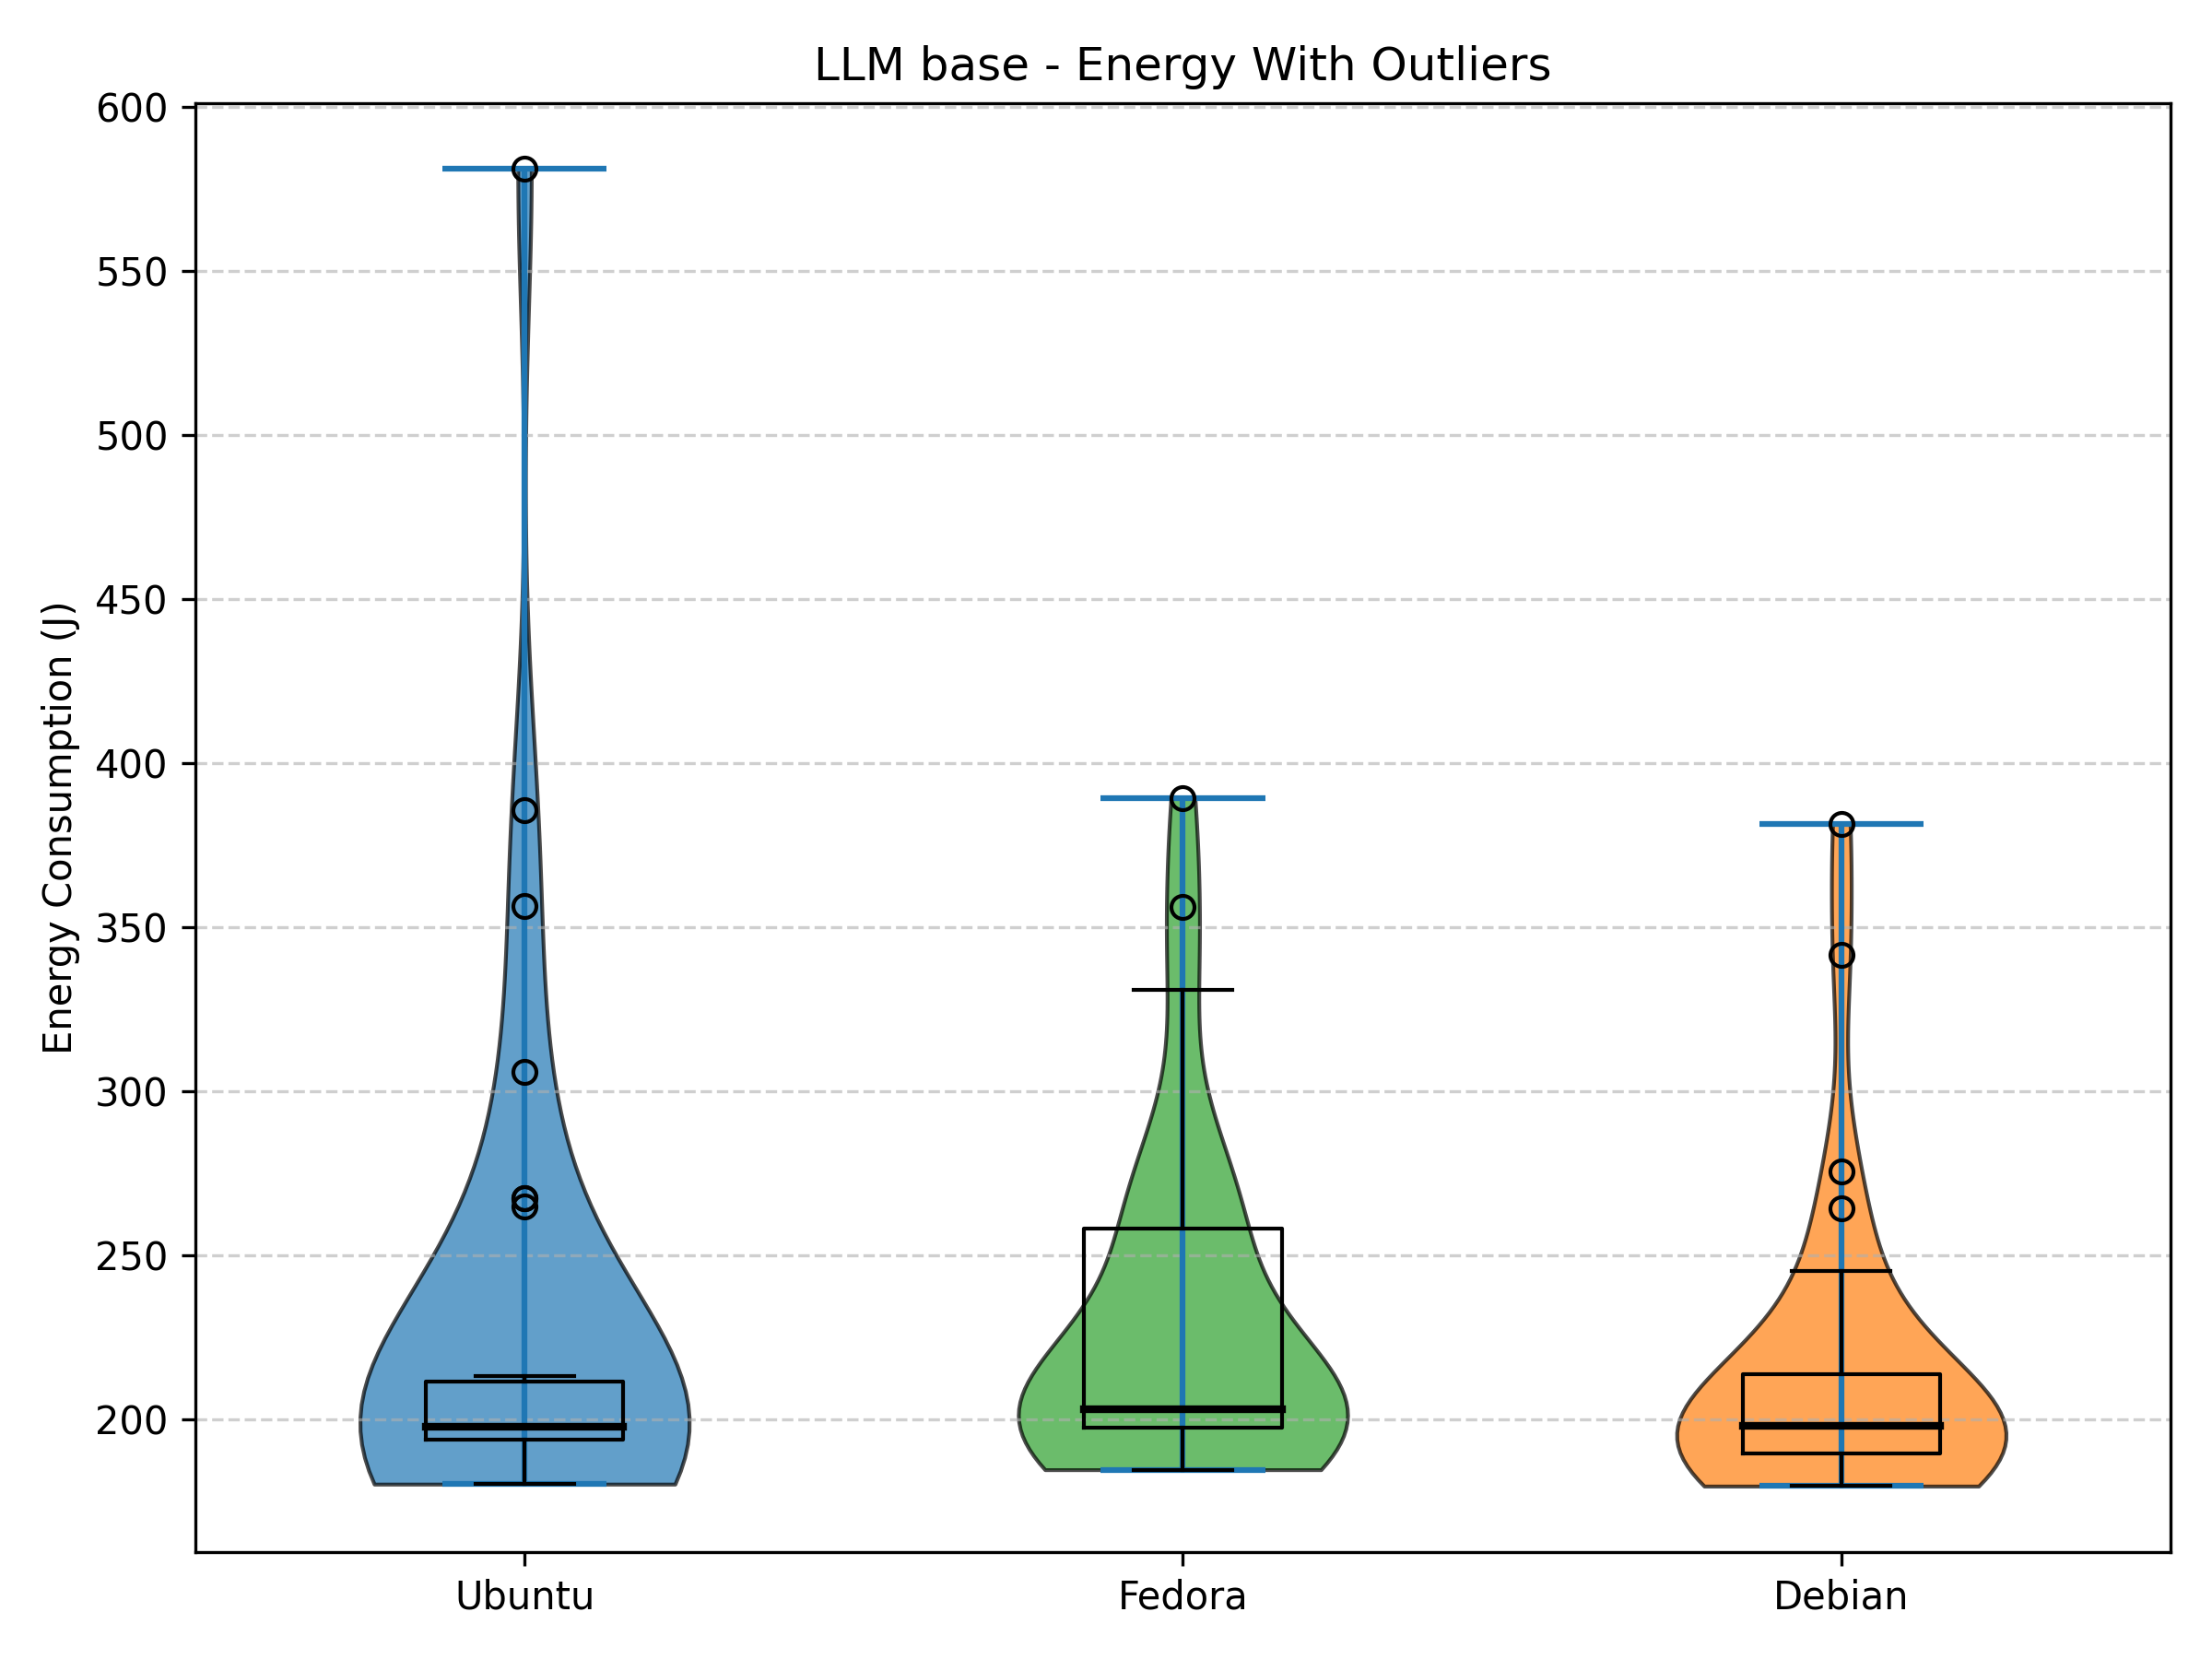 LLM base - Energy With Outliers
Energy Consumption (J)
600
550
500
450
400
350
300
250
200
Ubuntu
Fedora
Debian